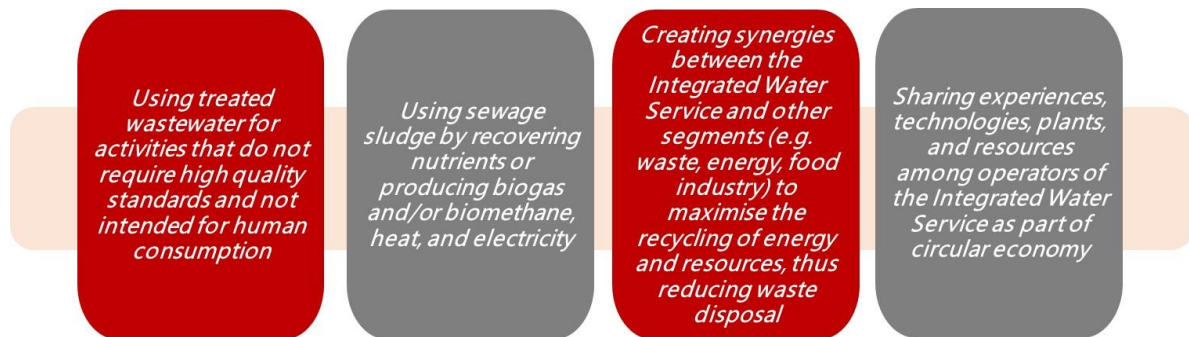 Using treated
wastewater for
activities that do not
require high quality
standards and not
intended for human
consumption
Using sewage
sludge by recovering
nutrients or
producing biogas
and/or biomethane,
heat, and electricity
Creating synergies
between the
Integrated Water
Service and other
segments (e.g.
waste, energy, food
industry) to
maximise the
recycling of energy
and resources, thus
reducing waste
disposal
Sharing experiences,
technologies, plants,
and resources
among operators of
the Integrated Water
Service as part of
circular economy